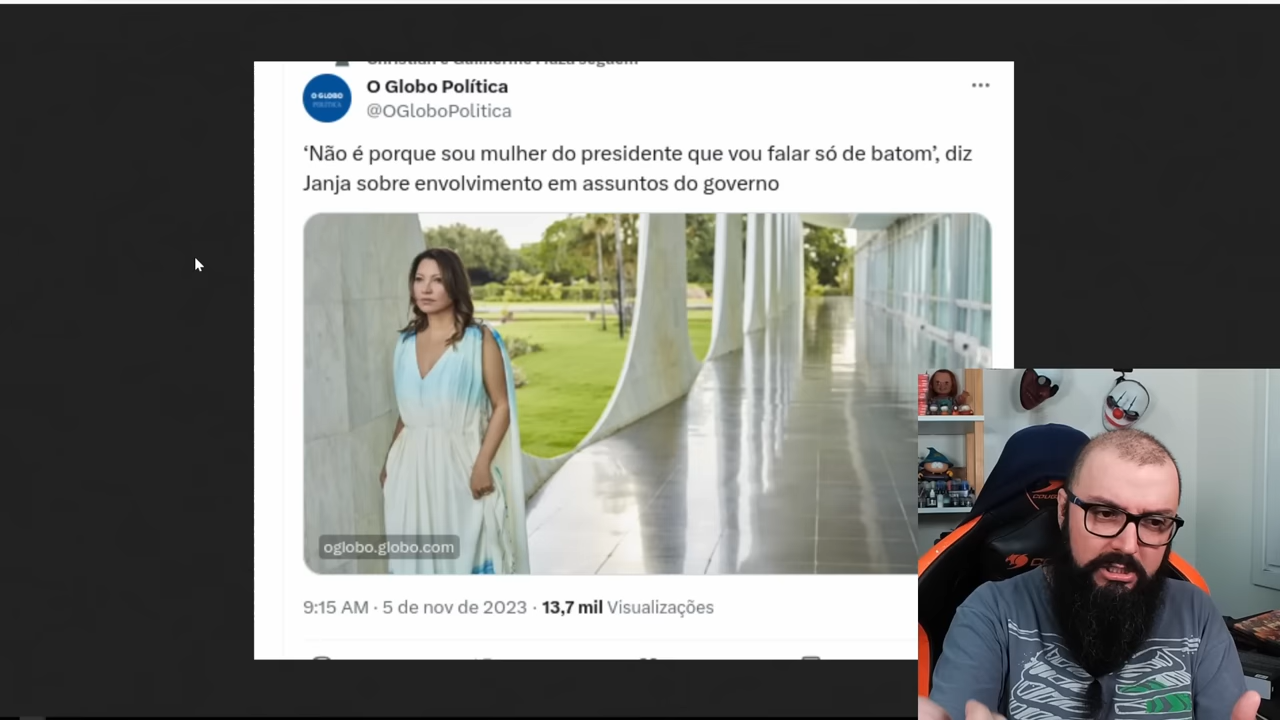 O Globo Política
@OGloboPolitica
‘Não é porque sou mulher do presidente que vou falar só de batom’, diz
Janja sobre envolvimento em assuntos do governo
oglobo.globo.com
9:15 AM · 5 de nov de 2023 · 13,7 mil Visualizações